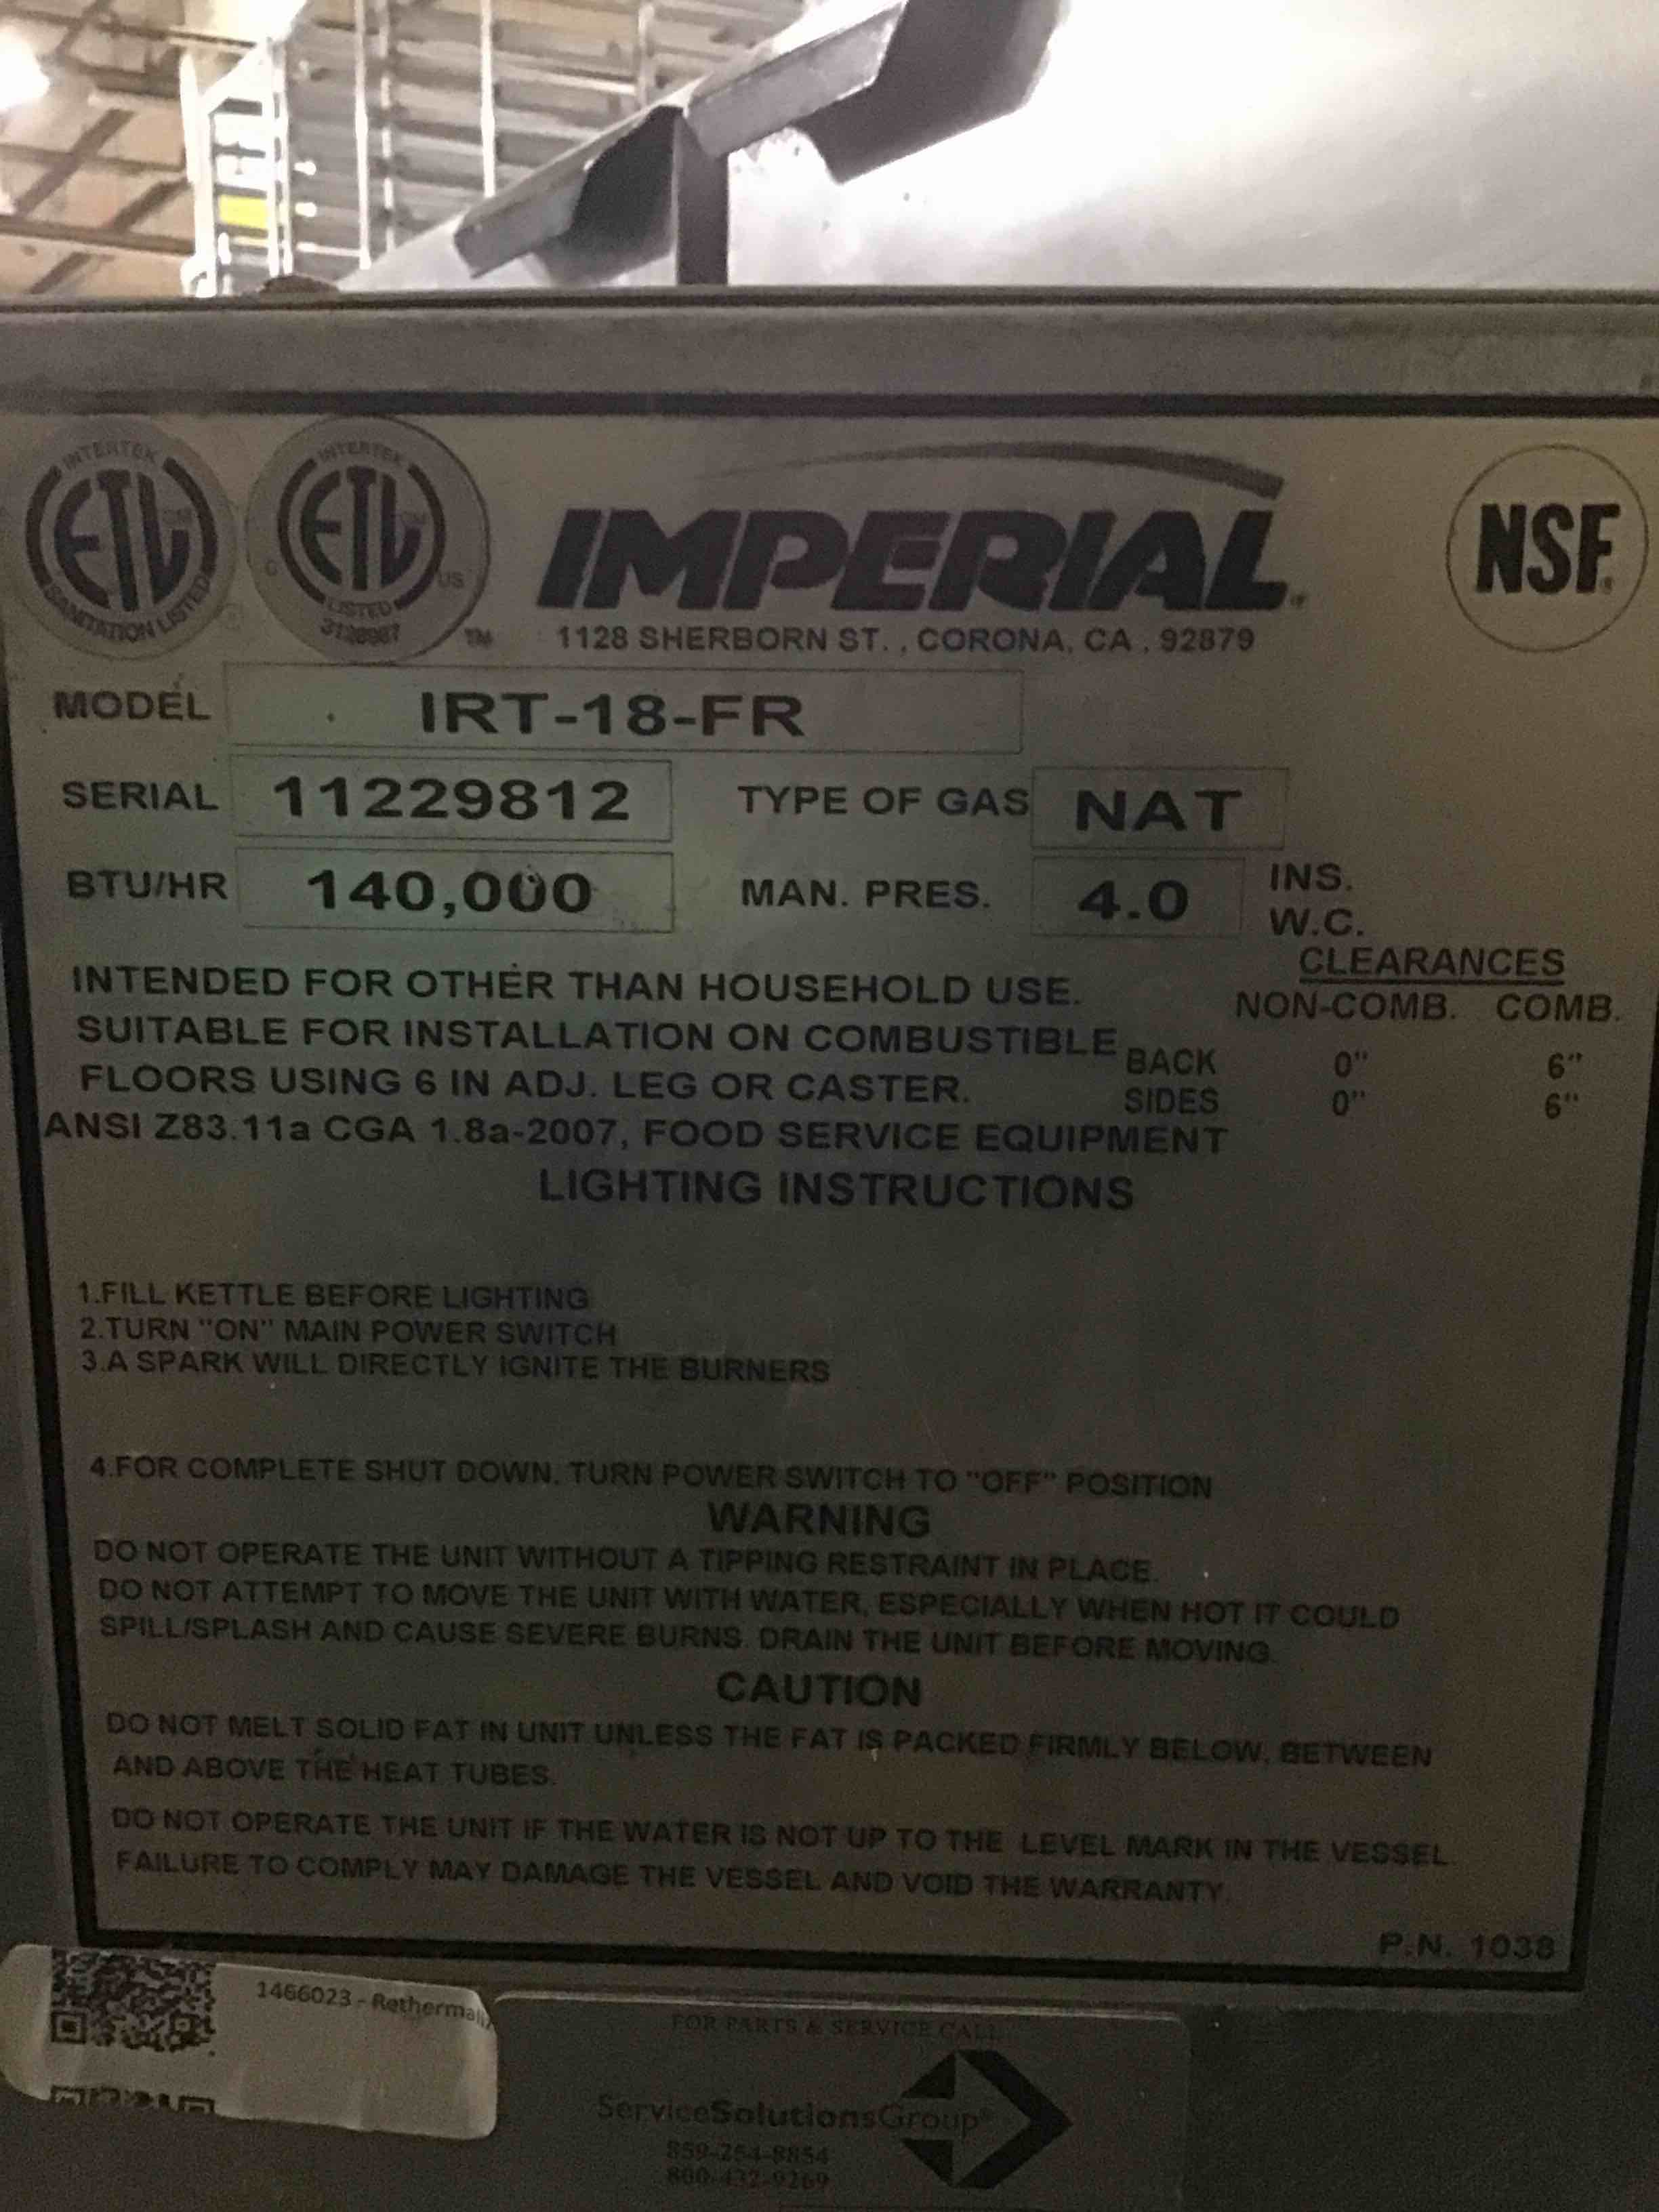 INTERTEK
ETL
SANITATION LISTED
INTERTEK
ETL
C US
LISTED
TM
IMPERIAL
NSF
1128 SHERBORN ST. , CORONA, CA . 92879
MODEL IRT-18-FR
SERIAL 11229812 TYPE OF GAS NAT
BTU/HR 140,000 MAN. PRES. 4.0 INS. W.C.
CLEARANCES
NON-COMB. COMB.
BACK 0" 6"
SIDES 0" 6"
INTENDED FOR OTHER THAN HOUSEHOLD USE.
SUITABLE FOR INSTALLATION ON COMBUSTIBLE
FLOORS USING 6 IN ADJ. LEG OR CASTER.
ANSI Z83.11a CGA 1.8a-2007, FOOD SERVICE EQUIPMENT
LIGHTING INSTRUCTIONS
1.FILL KETTLE BEFORE LIGHTING
2.TURN "ON" MAIN POWER SWITCH
3.A SPARK WILL DIRECTLY IGNITE THE BURNERS
4.FOR COMPLETE SHUT DOWN. TURN POWER SWITCH TO "OFF" POSITION
WARNING
DO NOT OPERATE THE UNIT WITHOUT A TIPPING RESTRAINT IN PLACE.
DO NOT ATTEMPT TO MOVE THE UNIT WITH WATER, ESPECIALLY WHEN HOT IT COULD
SPILL/SPLASH AND CAUSE SEVERE BURNS. DRAIN THE UNIT BEFORE MOVING.
CAUTION
DO NOT MELT SOLID FAT IN UNIT UNLESS THE FAT IS PACKED FIRMLY BELOW, BETWEEN
AND ABOVE THE HEAT TUBES.
DO NOT OPERATE THE UNIT IF THE WATER IS NOT UP TO THE LEVEL MARK IN THE VESSEL
FAILURE TO COMPLY MAY DAMAGE THE VESSEL AND VOID THE WARRANTY.
P.N. 1038
1466023 - Rethermali
FOR PARTS & SERVICE CALL
ServiceSolutionsGroup
859-254-8854
800-432-9269